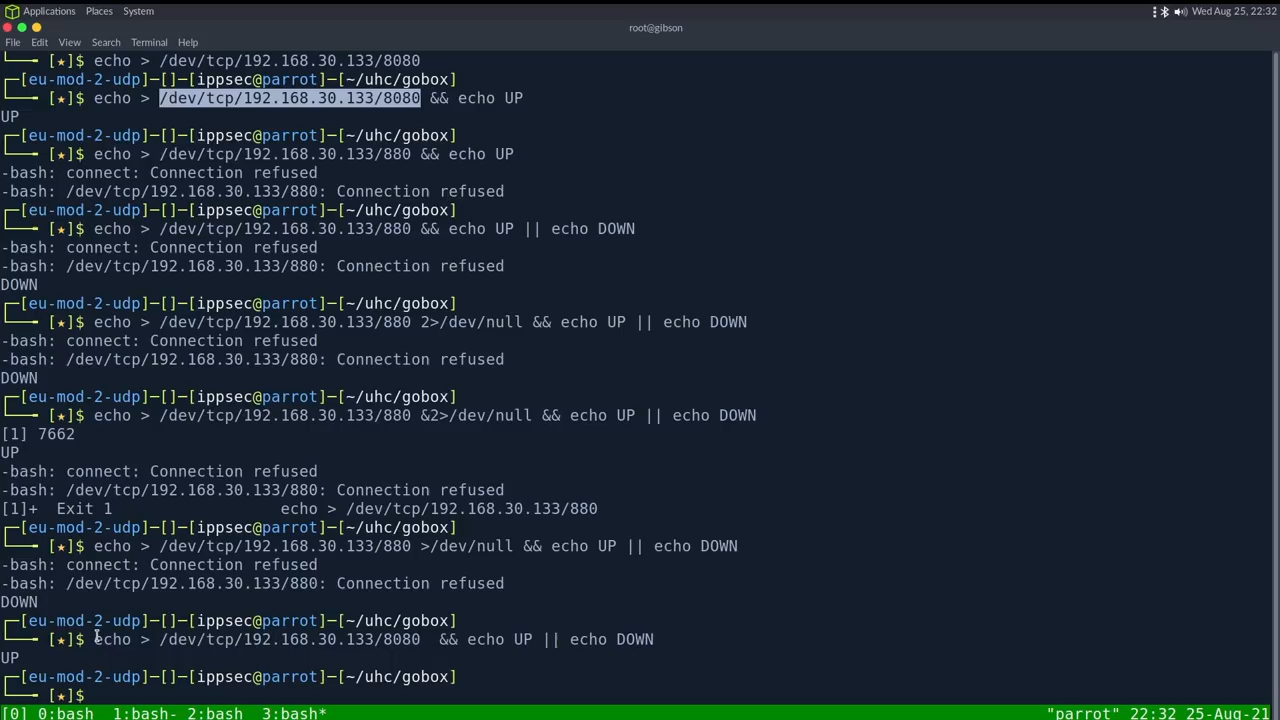 Applications Places System
Wed Aug 25, 22:32
root@gibson
File Edit View Search Terminal Help
└── [★]$ echo > /dev/tcp/192.168.30.133/8080
┌─[eu-mod-2-udp]─[]─[ippsec@parrot]─[~/uhc/gobox]
└── [★]$ echo > /dev/tcp/192.168.30.133/8080 && echo UP
UP
┌─[eu-mod-2-udp]─[]─[ippsec@parrot]─[~/uhc/gobox]
└── [★]$ echo > /dev/tcp/192.168.30.133/880 && echo UP
-bash: connect: Connection refused
-bash: /dev/tcp/192.168.30.133/880: Connection refused
┌─[eu-mod-2-udp]─[]─[ippsec@parrot]─[~/uhc/gobox]
└── [★]$ echo > /dev/tcp/192.168.30.133/880 && echo UP || echo DOWN
-bash: connect: Connection refused
-bash: /dev/tcp/192.168.30.133/880: Connection refused
DOWN
┌─[eu-mod-2-udp]─[]─[ippsec@parrot]─[~/uhc/gobox]
└── [★]$ echo > /dev/tcp/192.168.30.133/880 2>/dev/null && echo UP || echo DOWN
-bash: connect: Connection refused
-bash: /dev/tcp/192.168.30.133/880: Connection refused
DOWN
┌─[eu-mod-2-udp]─[]─[ippsec@parrot]─[~/uhc/gobox]
└── [★]$ echo > /dev/tcp/192.168.30.133/880 &2>/dev/null && echo UP || echo DOWN
[1] 7662
UP
-bash: connect: Connection refused
-bash: /dev/tcp/192.168.30.133/880: Connection refused
[1]+  Exit 1                  echo > /dev/tcp/192.168.30.133/880
┌─[eu-mod-2-udp]─[]─[ippsec@parrot]─[~/uhc/gobox]
└── [★]$ echo > /dev/tcp/192.168.30.133/880 >/dev/null && echo UP || echo DOWN
-bash: connect: Connection refused
-bash: /dev/tcp/192.168.30.133/880: Connection refused
DOWN
┌─[eu-mod-2-udp]─[]─[ippsec@parrot]─[~/uhc/gobox]
└── [★]$ echo > /dev/tcp/192.168.30.133/8080  && echo UP || echo DOWN
UP
┌─[eu-mod-2-udp]─[]─[ippsec@parrot]─[~/uhc/gobox]
└── [★]$
[0] 0:bash  1:bash- 2:bash  3:bash* "parrot" 22:32 25-Aug-21